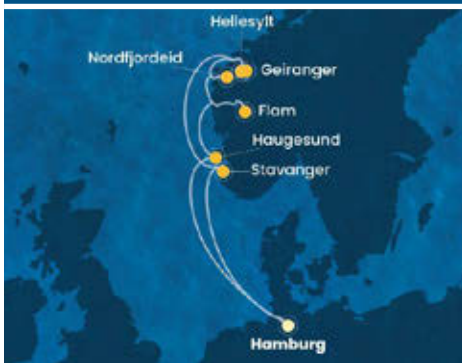 Hellesylt
Nordfjordeid
Geiranger
Flam
Haugesund
Stavanger
Hamburg